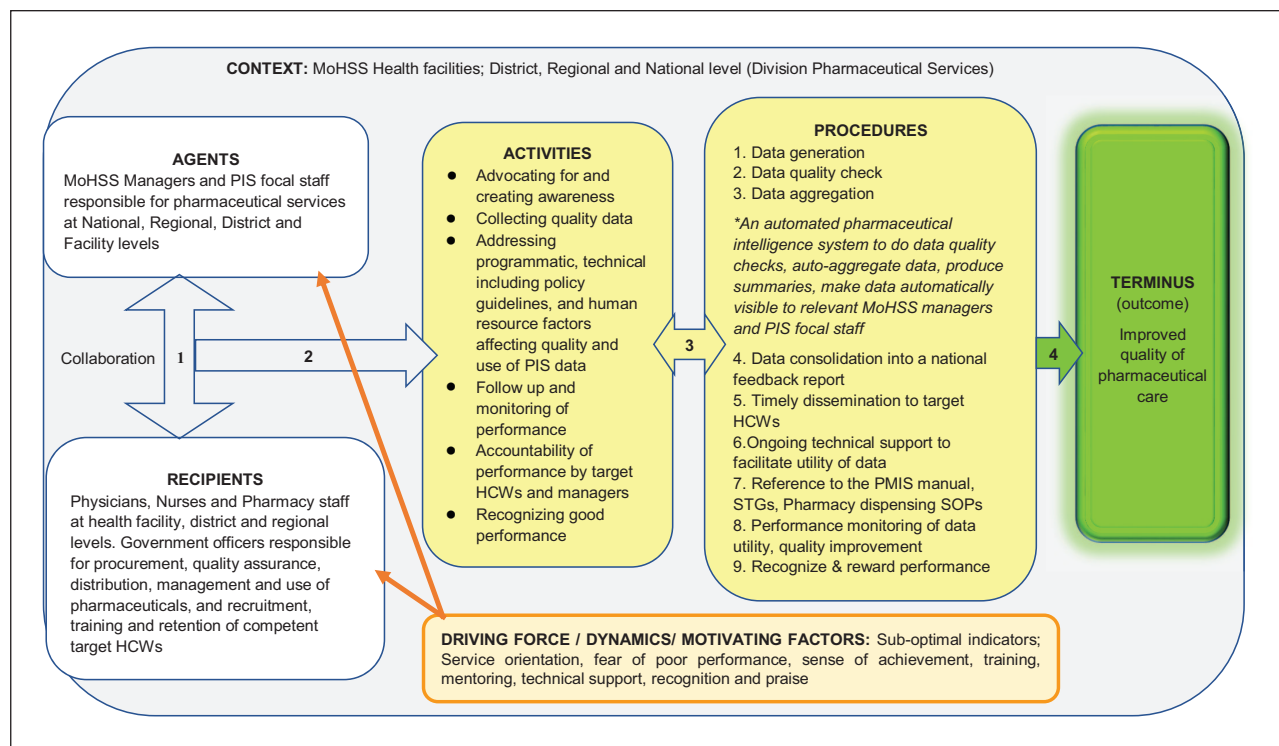 CONTEXT: MoHSS Health facilities; District, Regional and National level (Division Pharmaceutical Services)
AGENTS
MoHSS Managers and PIS focal staff
responsible for pharmaceutical services
at National, Regional, District and
Facility levels
Collaboration
1
2
RECIPIENTS
Physicians, Nurses and Pharmacy staff
at health facility, district and regional
levels. Government officers responsible
for procurement, quality assurance,
distribution, management and use of
pharmaceuticals, and recruitment,
training and retention of competent
target HCWs
ACTIVITIES
● Advocating for and
creating awareness
● Collecting quality data
● Addressing
programmatic, technical
including policy
guidelines, and human
resource factors
affecting quality and
use of PIS data
● Follow up and
monitoring of
performance
● Accountability of
performance by target
HCWs and managers
● Recognizing good
performance
3
PROCEDURES
1. Data generation
2. Data quality check
3. Data aggregation
*An automated pharmaceutical
intelligence system to do data quality
checks, auto-aggregate data, produce
summaries, make data automatically
visible to relevant MoHSS managers
and PIS focal staff
4. Data consolidation into a national
feedback report
5. Timely dissemination to target
HCWs
6.Ongoing technical support to
facilitate utility of data
7. Reference to the PMIS manual,
STGs, Pharmacy dispensing SOPs
8. Performance monitoring of data
utility, quality improvement
9. Recognize & reward performance
4
TERMINUS
(outcome)
Improved
quality of
pharmaceutical
care
DRIVING FORCE / DYNAMICS/ MOTIVATING FACTORS: Sub-optimal indicators;
Service orientation, fear of poor performance, sense of achievement, training,
mentoring, technical support, recognition and praise